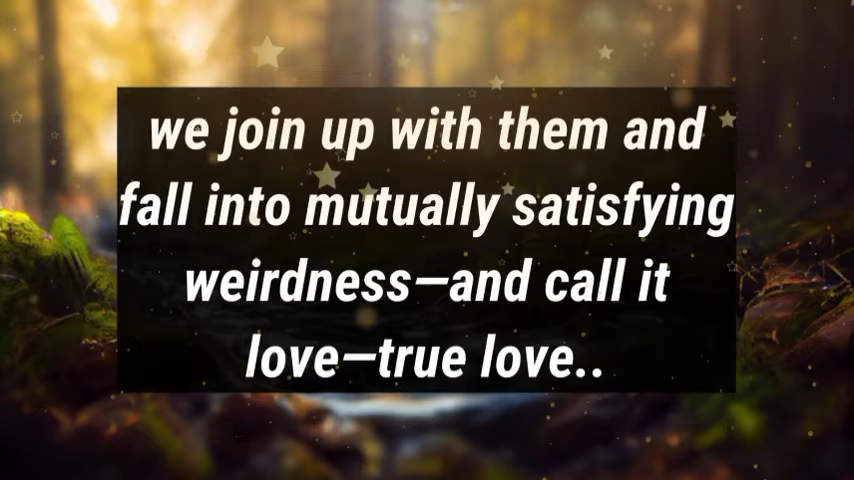 we join up with them and
fall into mutually satisfying
weirdness—and call it
love—true love..